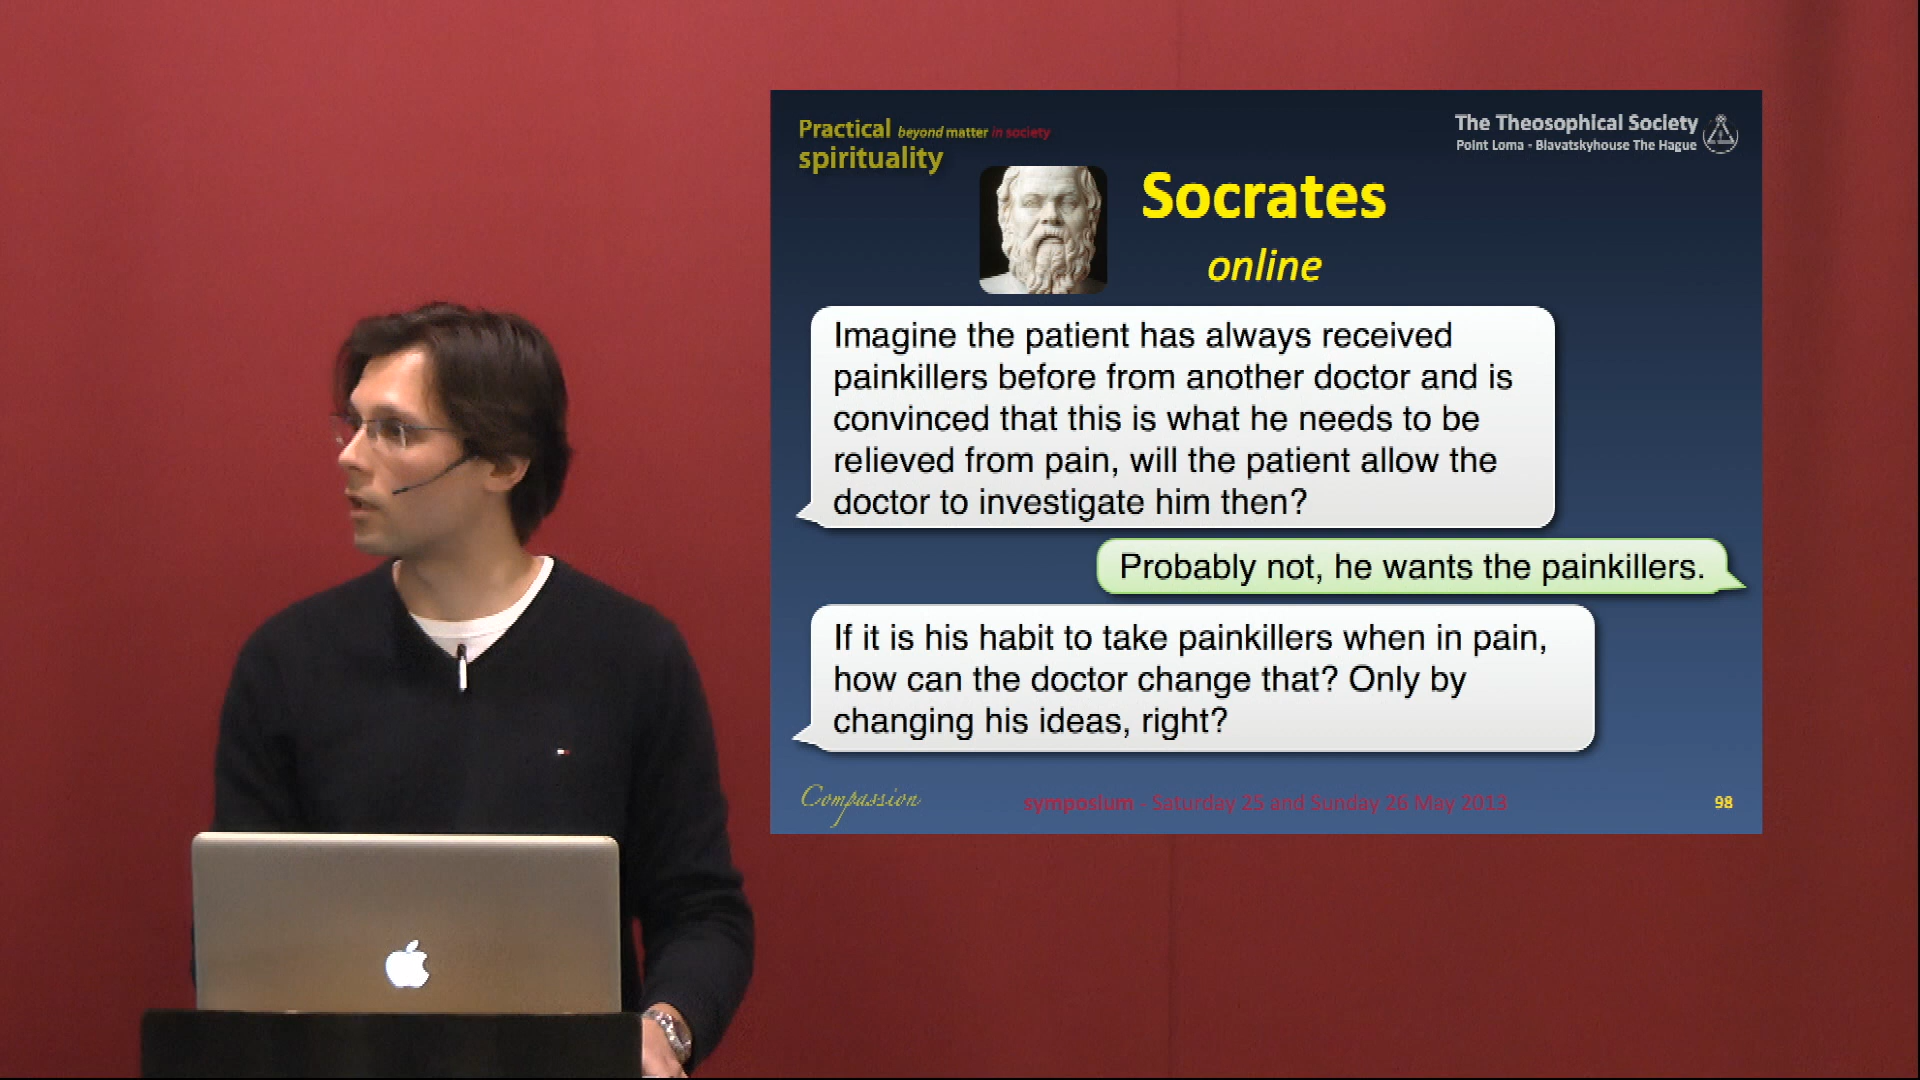 Practical beyond matter in society
spirituality
The Theosophical Society
Point Loma - Blavatskyhouse The Hague
Socrates
online
Imagine the patient has always received
painkillers before from another doctor and is
convinced that this is what he needs to be
relieved from pain, will the patient allow the
doctor to investigate him then?
Probably not, he wants the painkillers.
If it is his habit to take painkillers when in pain,
how can the doctor change that? Only by
changing his ideas, right?
Compassion
symposium - Saturday 25 and Sunday 26 May 2013
98